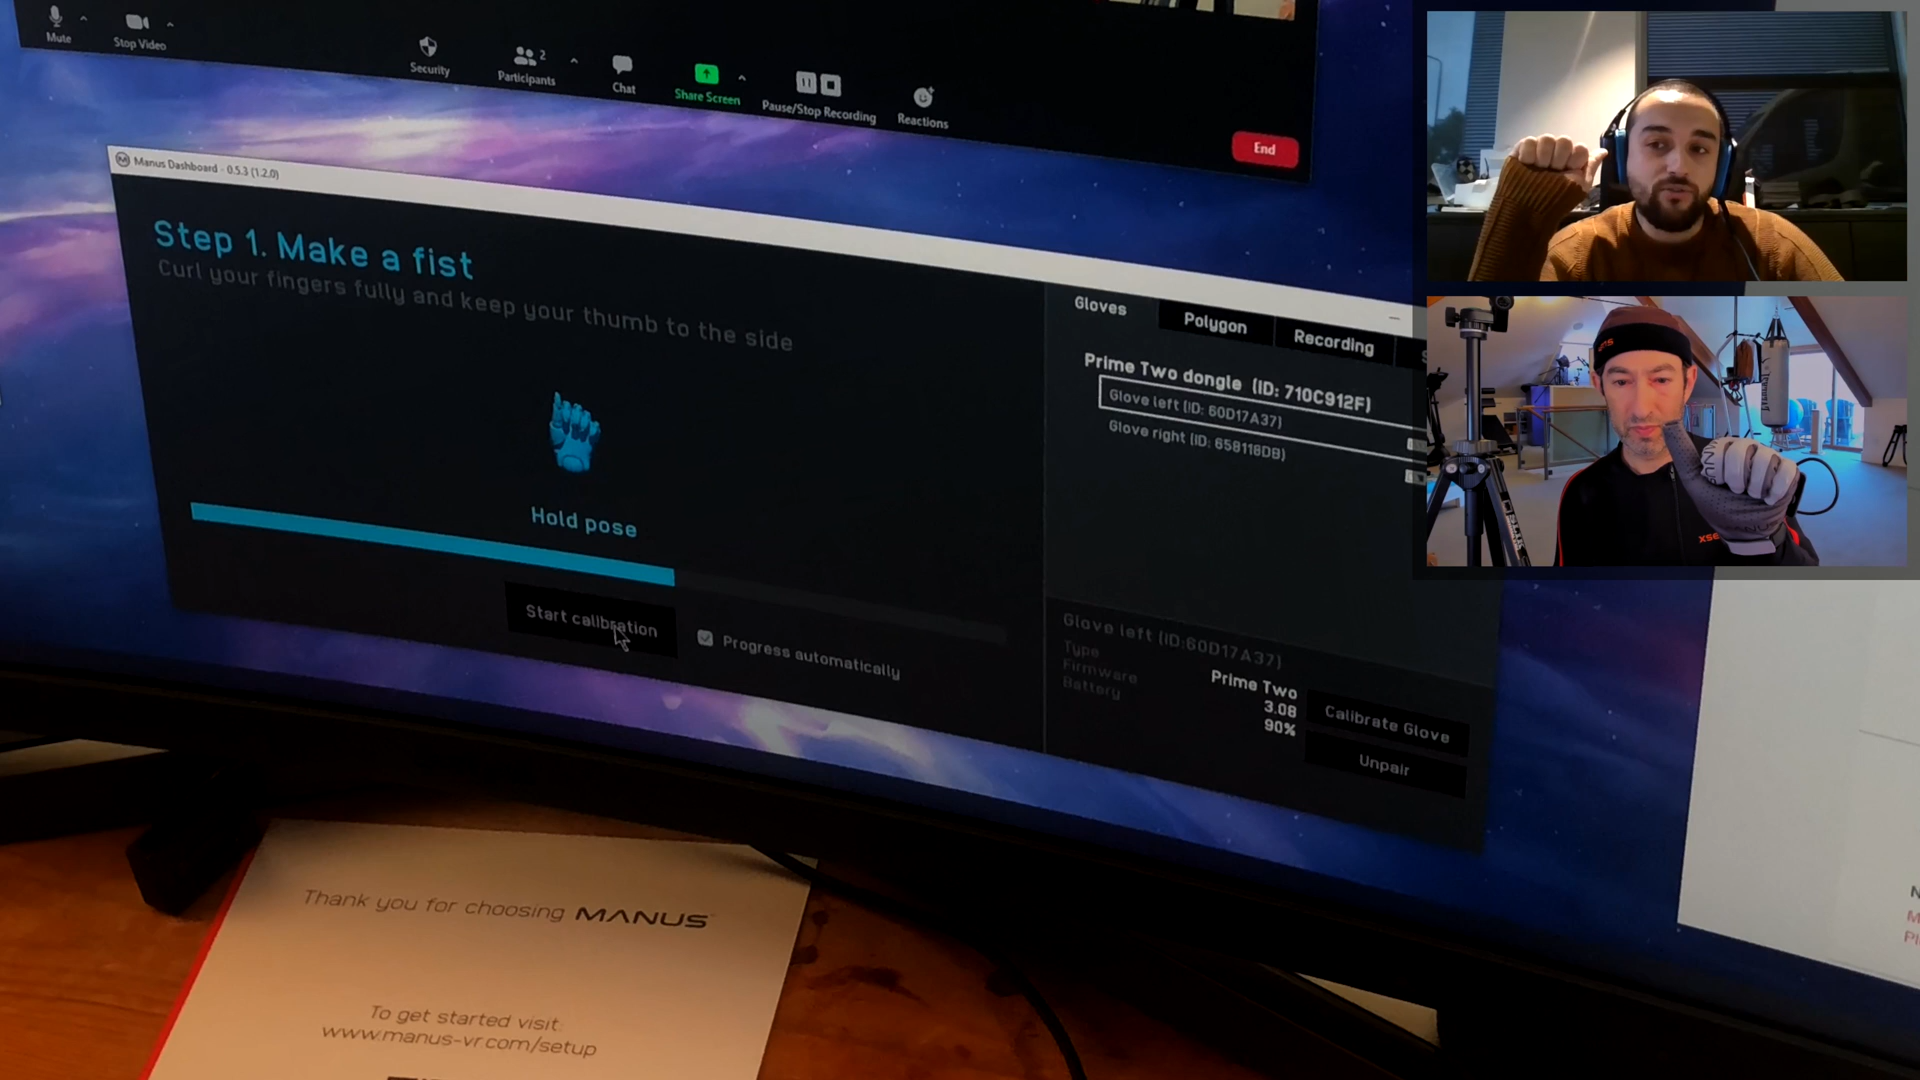 Mute
Stop Video
Security
Participants
2
Chat
Share Screen
Pause/Stop Recording
Reactions
End
Manus Dashboard - 0.5.3 (1.2.0)
Step 1. Make a fist
Curl your fingers fully and keep your thumb to the side
Hold pose
Start calibration
Progress automatically
Gloves
Polygon
Recording
Prime Two dongle (ID: 710C912F)
Glove left (ID: 60D17A37)
Glove right (ID: 658118DB)
Glove left (ID:60D17A37)
Type
Prime Two
Firmware
3.08
Battery
90%
Calibrate Glove
Unpair
MANUS
MANUS
xse
Thank you for choosing MANUS
To get started visit:
www.manus-vr.com/setup